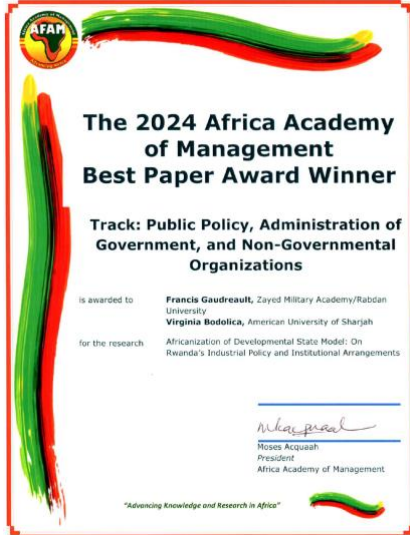 AFAM
The 2024 Africa Academy
of Management
Best Paper Award Winner
Track: Public Policy, Administration of
Government, and Non-Governmental
Organizations
is awarded to
Francis Gaudreault, Zayed Military Academy/Rabdan
University
Virginia Bodolica, American University of Sharjah
for the research
Africanization of Developmental State Model: On
Rwanda's Industrial Policy and Institutional Arrangements
Moses Acquaah
President
Africa Academy of Management
"Advancing Knowledge and Research in Africa"